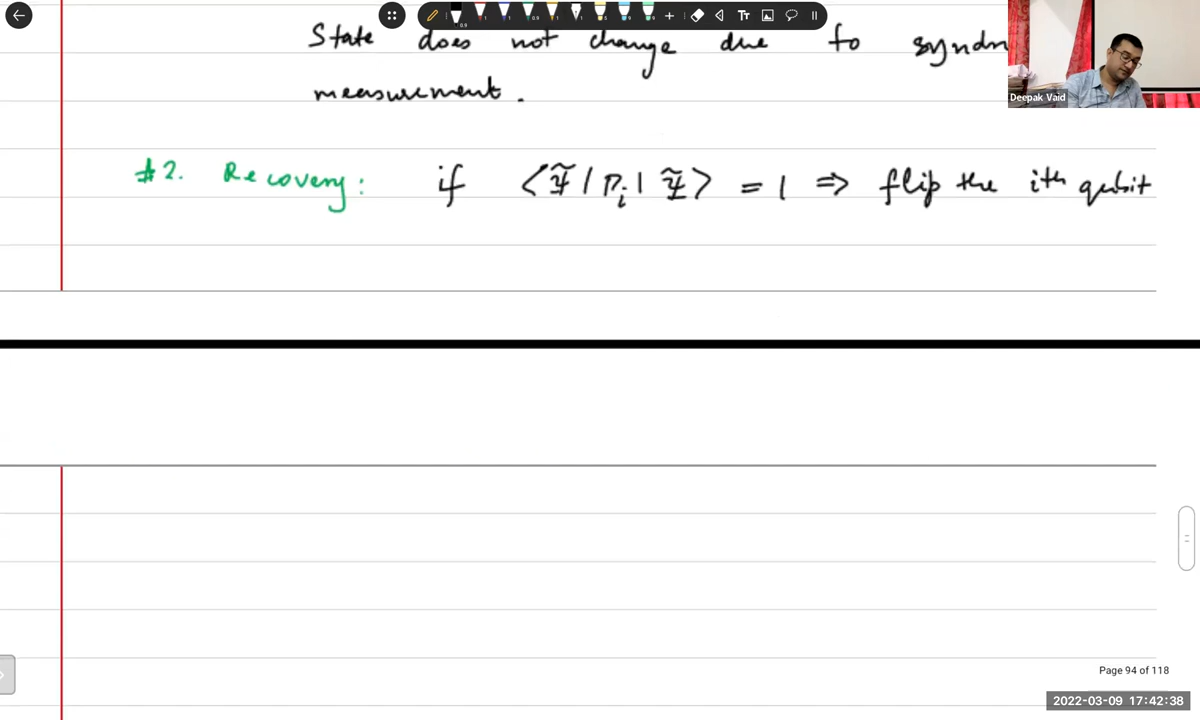 State does not change due to syndr
measurement.
Deepak Vaid
#2. Recovery: if ⟨Ψ̃|P_i|Ψ̃⟩ = 1 ⇒ flip the ith qubit
Page 94 of 118
2022-03-09 17:42:38